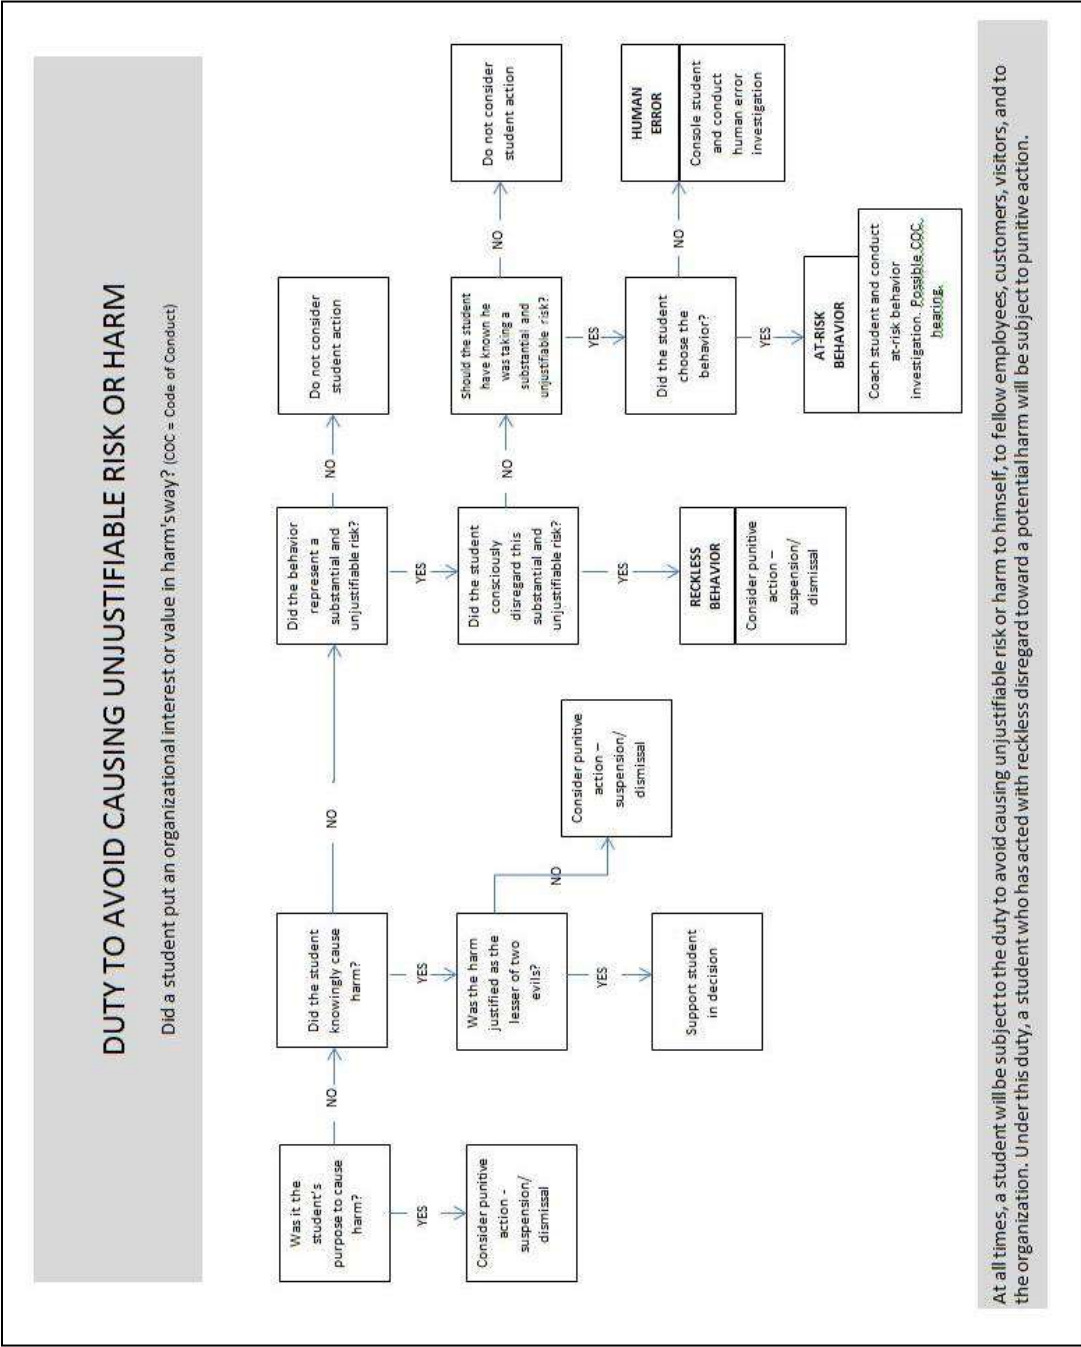 DUTY TO AVOID CAUSING UNJUSTIFIABLE RISK OR HARM
Did a student put an organizational interest or value in harm'sway? (COC = Code of Conduct)
Was it the
student's
purpose to cause
harm?
NO
YES
Consider punitive
action -
suspension/
dismissal
Did the student
knowingly cause
harm?
NO
YES
Was the harm
justified as the
lesser of two
evils?
NO
Consider punitive
action –
suspension/
dismissal
YES
Support student
in decision
Did the behavior
represent a
substantial and
unjustifiable risk?
NO
Do not consider
student action
YES
Did the student
consciously
disregard this
substantial and
unjustifiable risk?
NO
YES
RECKLESS
BEHAVIOR
Consider punitive
action –
suspension/
dismissal
Should the student
have known he
was taking a
substantial and
unjustifiable risk?
NO
Do not consider
student action
YES
Did the student
choose the
behavior?
NO
HUMAN
ERROR
Console student
and conduct
human error
investigation
YES
AT-RISK
BEHAVIOR
Coach student and conduct
at-risk behavior
investigation. Possible COC.
hearing.
At all times, a student will be subject to the duty to avoid causing unjustifiable risk or harm to himself, to fellow employees, customers, visitors, and to
the organization. Under this duty, a student who has acted with reckless disregard toward a potential harm will be subject to punitive action.